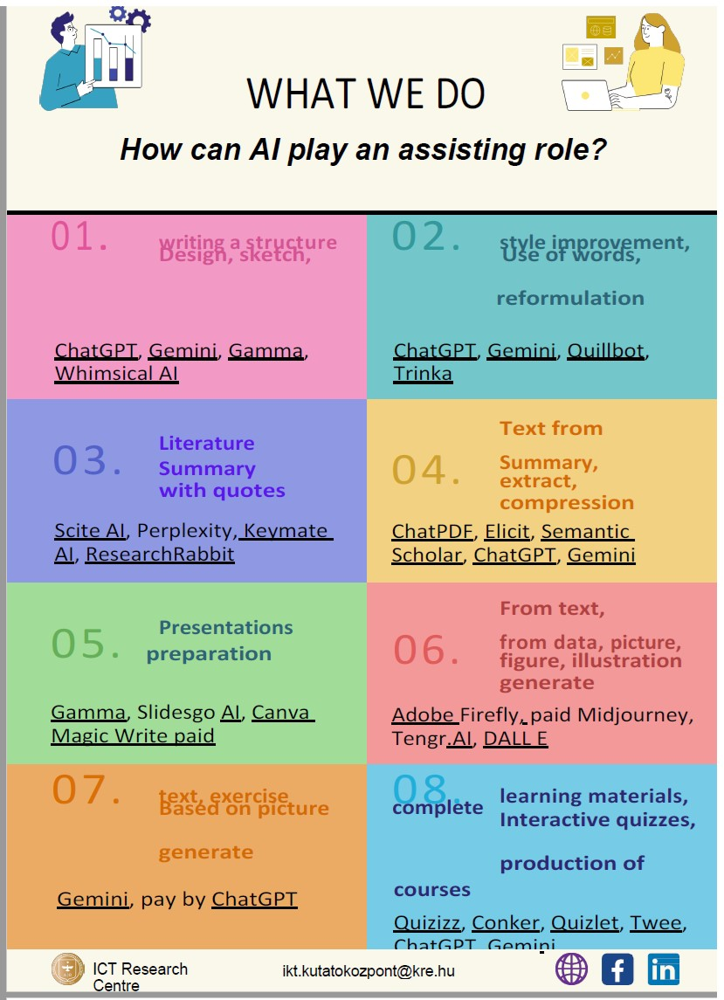 WHAT WE DO
How can AI play an assisting role?
01.
writing a structure
Design, sketch,
ChatGPT, Gemini, Gamma,
Whimsical AI
02.
style improvement,
Use of words,
reformulation
ChatGPT, Gemini, Quillbot,
Trinka
03.
Literature
Summary
with quotes
Scite AI, Perplexity, Keymate
AI, ResearchRabbit
04.
Text from
Summary,
extract,
compression
ChatPDF, Elicit, Semantic
Scholar, ChatGPT, Gemini
05.
Presentations
preparation
Gamma, Slidesgo AI, Canva
Magic Write paid
06.
From text,
from data, picture,
figure, illustration
generate
Adobe Firefly, paid Midjourney,
Tengr.AI, DALL E
07.
text, exercise
Based on picture
generate
Gemini, pay by ChatGPT
08.
learning materials,
complete
Interactive quizzes,
production of
courses
Quizizz, Conker, Quizlet, Twee,
ChatGPT, Gemini
ICT Research
Centre
ikt.kutatokozpont@kre.hu
f
in